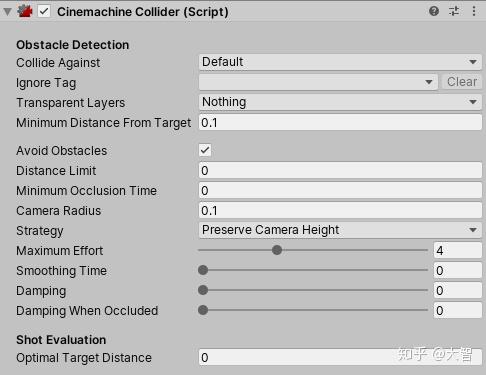 Cinemachine Collider (Script)
Obstacle Detection
Collide Against Default
Ignore Tag Clear
Transparent Layers Nothing
Minimum Distance From Target 0.1
Avoid Obstacles
Distance Limit 0
Minimum Occlusion Time 0
Camera Radius 0.1
Strategy Preserve Camera Height
Maximum Effort 4
Smoothing Time 0
Damping 0
Damping When Occluded 0
Shot Evaluation
Optimal Target Distance 0
知乎 @大智